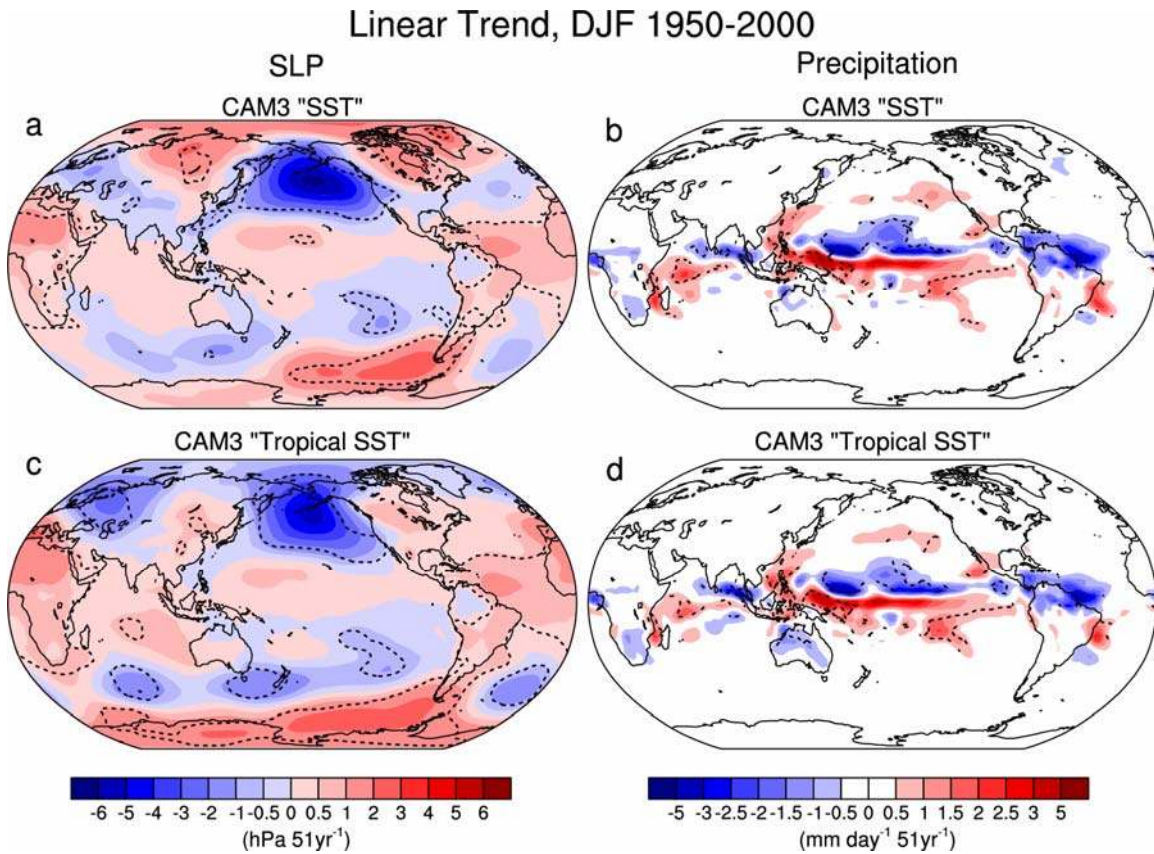 Linear Trend, DJF 1950-2000
SLP
Precipitation
CAM3 "SST"
CAM3 "SST"
a
b
CAM3 "Tropical SST"
CAM3 "Tropical SST"
c
d
-6 -5 -4 -3 -2 -1-0.5 0 0.5 1 2 3 4 5 6
(hPa 51yr⁻¹)
-5 -3-2.5-2-1.5-1-0.5 0 0.5 1 1.5 2 2.5 3 5
(mm day⁻¹ 51yr⁻¹)